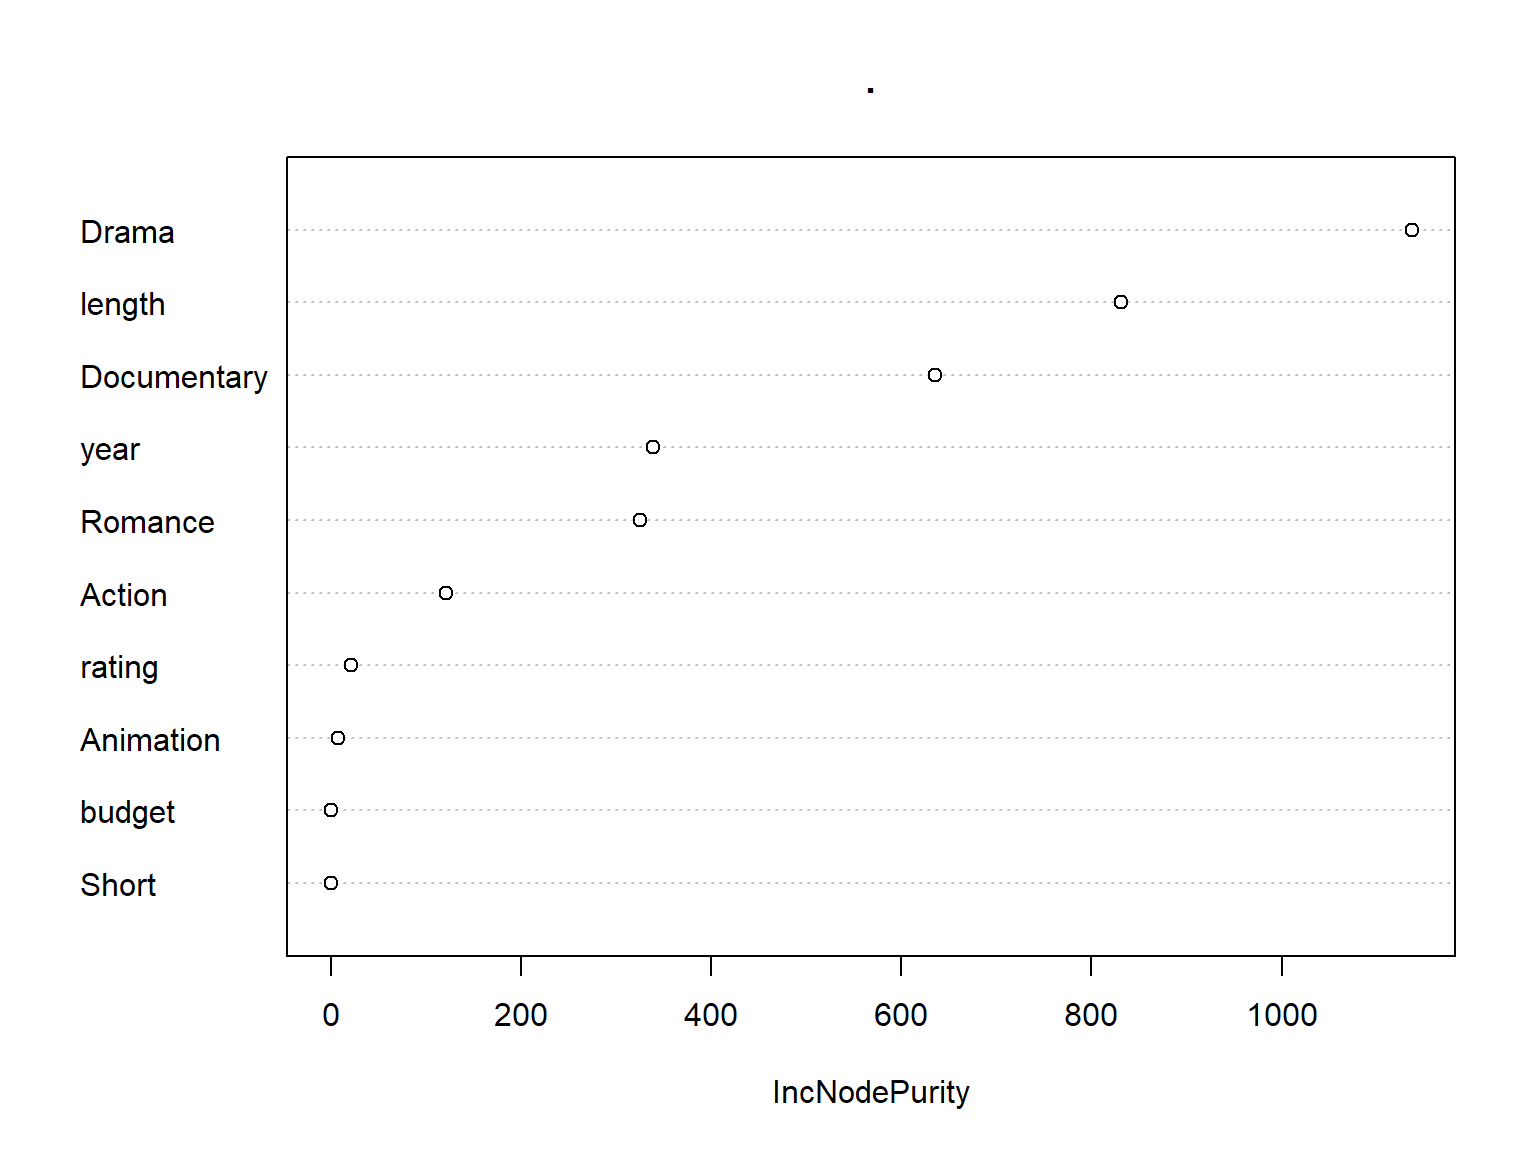 .
Drama
length
Documentary
year
Romance
Action
rating
Animation
budget
Short
0 200 400 600 800 1000
IncNodePurity